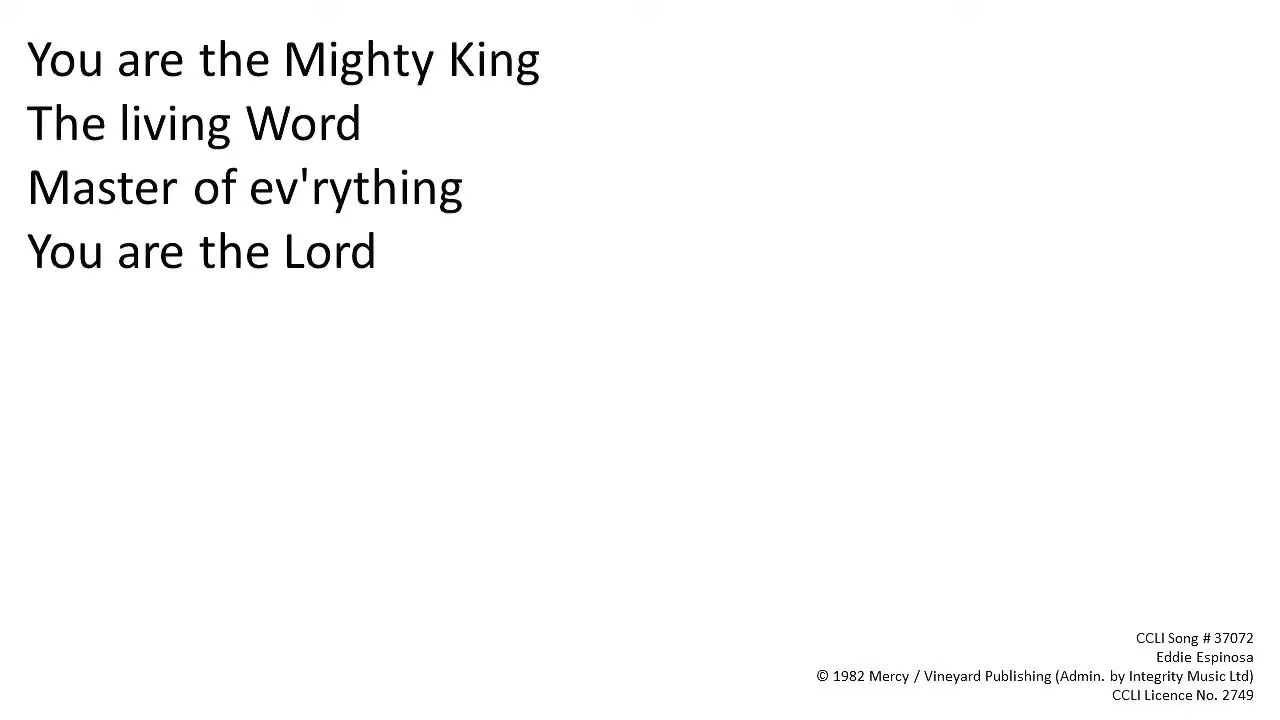 You are the Mighty King
The living Word
Master of ev'rything
You are the Lord
CCLI Song # 37072
Eddie Espinosa
© 1982 Mercy / Vineyard Publishing (Admin. by Integrity Music Ltd)
CCLI Licence No. 2749